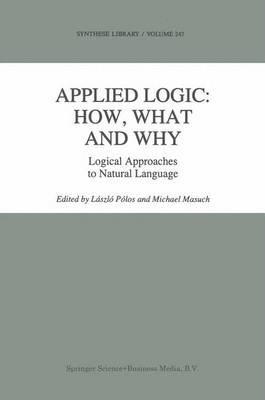 SYNTHESE LIBRARY / VOLUME 247
APPLIED LOGIC:
HOW, WHAT
AND WHY
Logical Approaches
to Natural Language
Edited by László Pólos and Michael Masuch
Springer Science+Business Media, B.V.